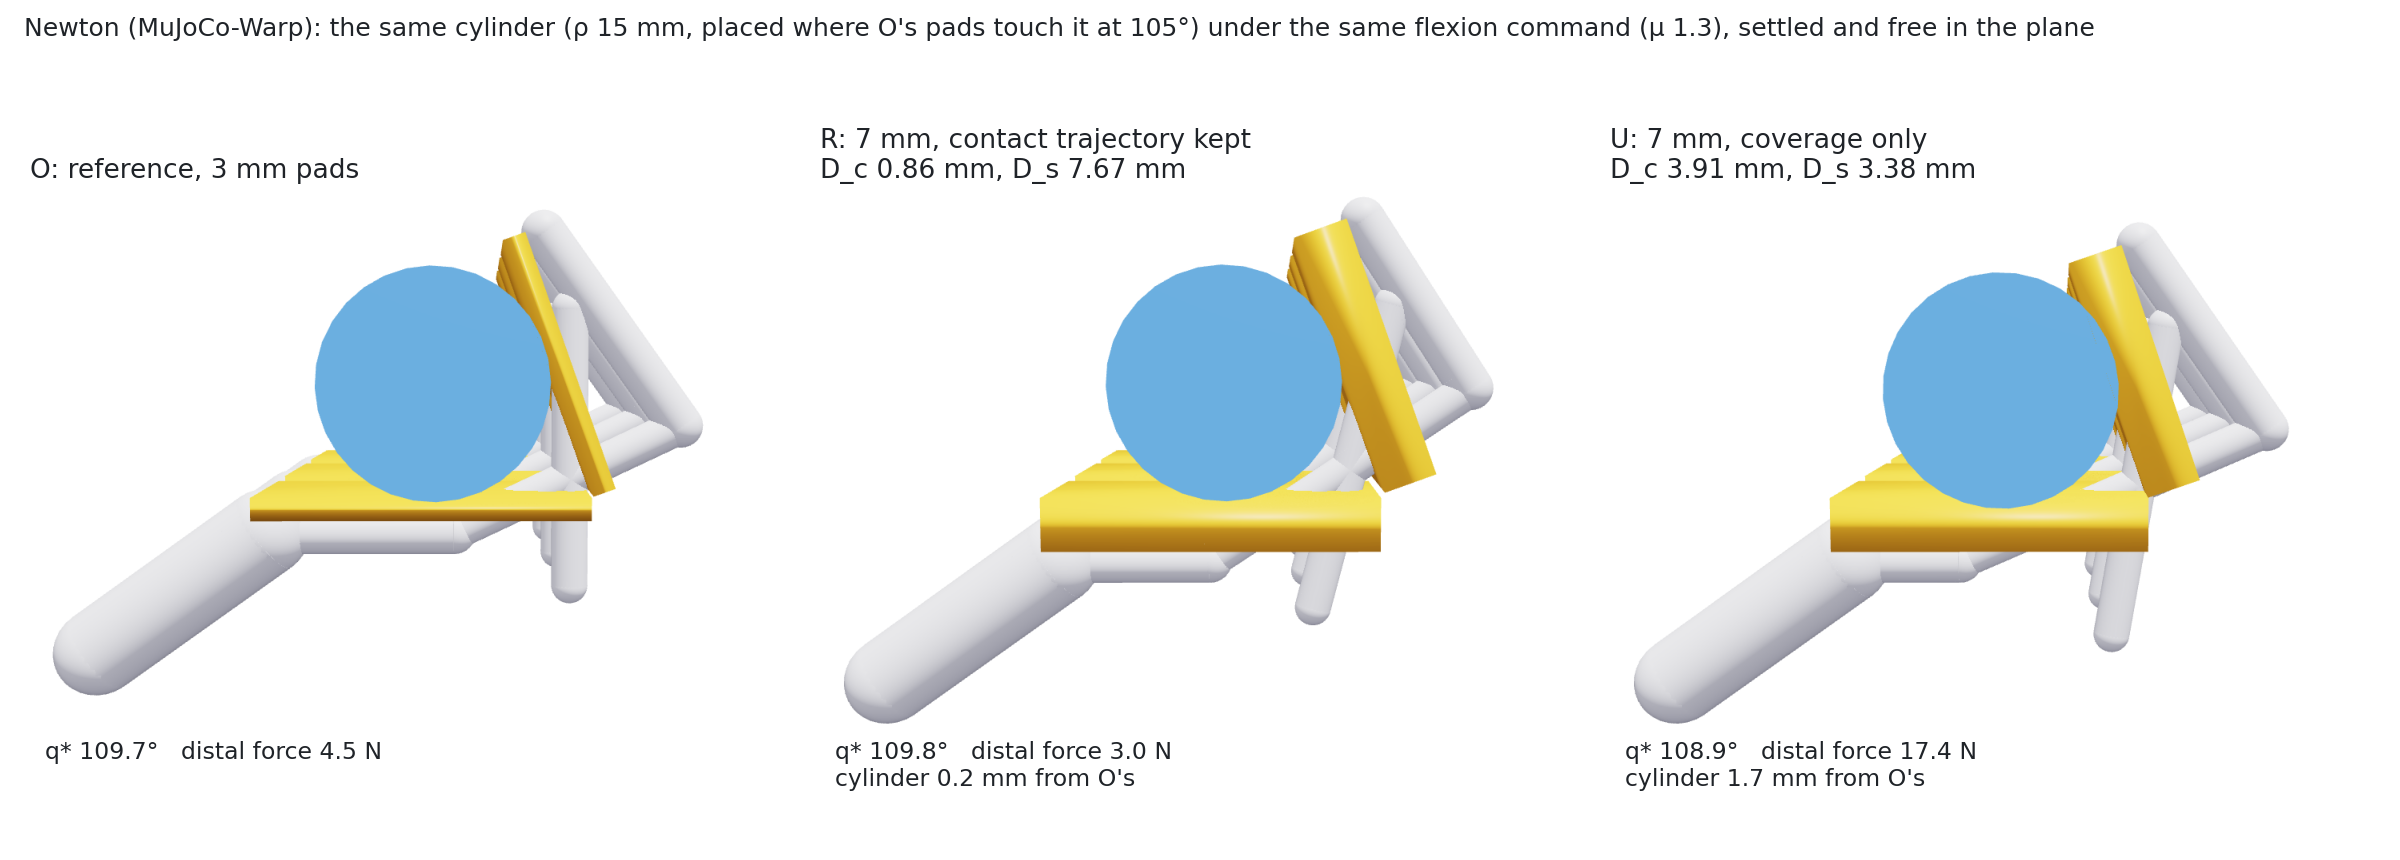 Newton (MuJoCo-Warp): the same cylinder (ρ 15 mm, placed where O's pads touch it at 105°) under the same flexion command (μ 1.3), settled and free in the plane
O: reference, 3 mm pads
R: 7 mm, contact trajectory kept
D_c 0.86 mm, D_s 7.67 mm
U: 7 mm, coverage only
D_c 3.91 mm, D_s 3.38 mm
q* 109.7°   distal force 4.5 N
q* 109.8°   distal force 3.0 N
cylinder 0.2 mm from O's
q* 108.9°   distal force 17.4 N
cylinder 1.7 mm from O's